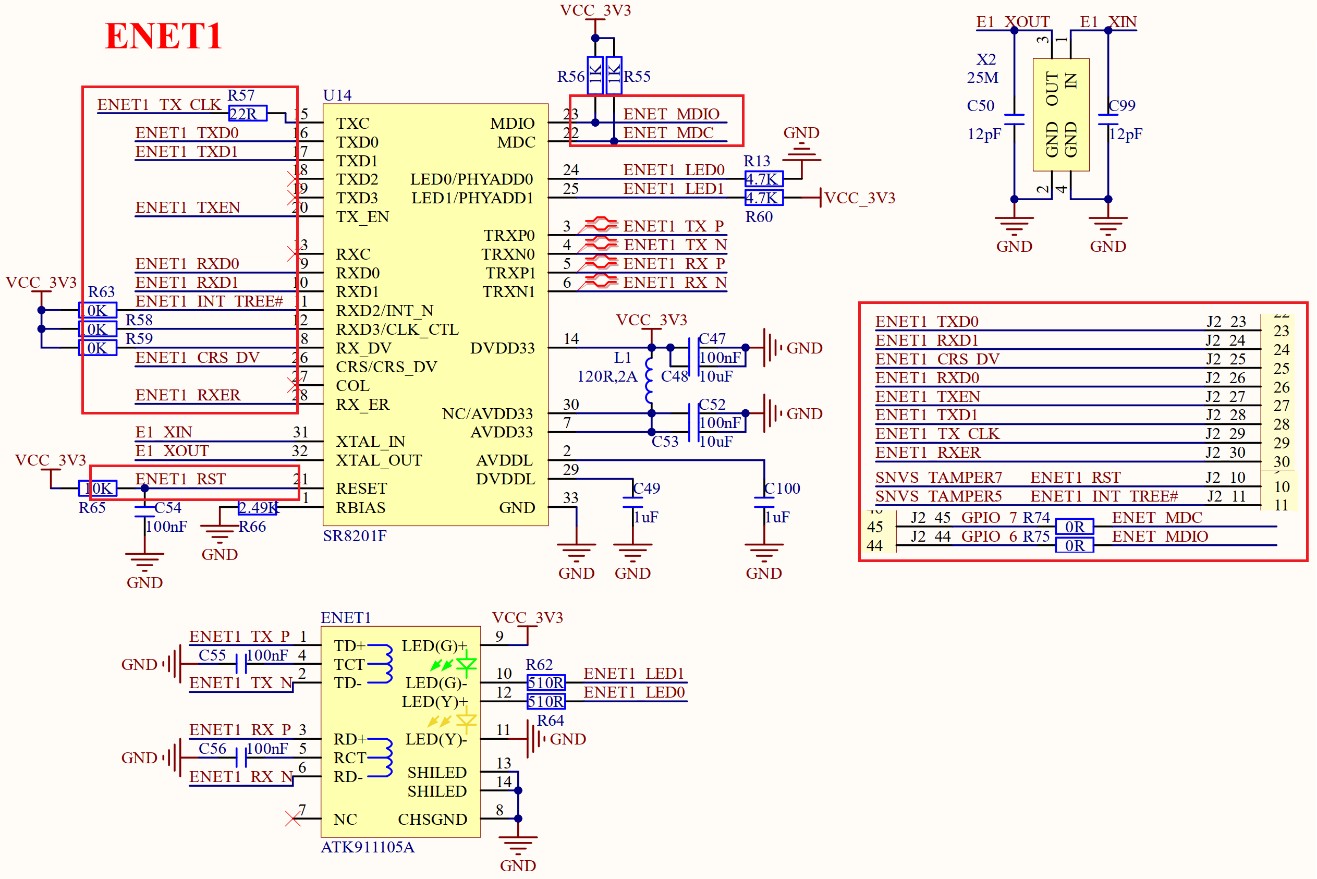 ENET1
ENET1_TX_CLK
R57
22R
ENET1_TXD0
ENET1_TXD1
ENET1_TXEN
ENET1_RXD0
ENET1_RXD1
VCC_3V3
R63
ENET1_INT_TREE#
0K
R58
0K
R59
0K
ENET1_CRS_DV
ENET1_RXER
E1_XIN
E1_XOUT
VCC_3V3
ENET1_RST
10K
R65
C54
100nF
GND
2.49K
R66
GND
U14
15 TXC
16 TXD0
17 TXD1
18 TXD2
19 TXD3
20 TX_EN
13 RXC
9 RXD0
10 RXD1
11 RXD2/INT_N
12 RXD3/CLK_CTL
8 RX_DV
26 CRS/CRS_DV
27 COL
28 RX_ER
31 XTAL_IN
32 XTAL_OUT
21 RESET
1 RBIAS
SR8201F
MDIO 23
MDC 22
LED0/PHYADD0 24
LED1/PHYADD1 25
TRXP0 3
TRXN0 4
TRXP1 5
TRXN1 6
DVDD33 14
NC/AVDD33 30
AVDD33 7
AVDDL 2
DVDDL 29
GND 33
VCC_3V3
R56 1K 1K R55
ENET_MDIO
ENET_MDC
GND
ENET1_LED0
R13
4.7K
ENET1_LED1
4.7K
VCC_3V3
R60
ENET1_TX_P
ENET1_TX_N
ENET1_RX_P
ENET1_RX_N
VCC_3V3
C47
L1
100nF
GND
120R,2A
C48 10uF
C52
100nF
GND
C53 10uF
C49
1uF
C100
1uF
GND
GND
GND
E1_XOUT
E1_XIN
3 1
X2
25M
OUT
IN
C50
12pF
C99
12pF
GND
GND
2 4
GND
GND
22
ENET1_TXD0 J2_23 23
ENET1_RXD1 J2_24 24
ENET1_CRS_DV J2_25 25
ENET1_RXD0 J2_26 26
ENET1_TXEN J2_27 27
ENET1_TXD1 J2_28 28
ENET1_TX_CLK J2_29 29
ENET1_RXER J2_30 30
SNVS_TAMPER7 ENET1_RST J2_10 10
SNVS_TAMPER5 ENET1_INT_TREE# J2_11 11
45 J2_45 GPIO_7 R74 0R ENET_MDC
44 J2_44 GPIO_6 R75 0R ENET_MDIO
ENET1
ENET1_TX_P 1 TD+
GND C55 100nF 4 TCT
ENET1_TX_N 2 TD-
ENET1_RX_P 3 RD+
GND C56 100nF 5 RCT
ENET1_RX_N 6 RD-
7 NC
ATK911105A
VCC_3V3
LED(G)+ 9
R62
LED(G)- 10 510R ENET1_LED1
LED(Y)+ 12 510R ENET1_LED0
R64
LED(Y)- 11 GND
SHILED 13
SHILED 14
CHSGND 8
GND